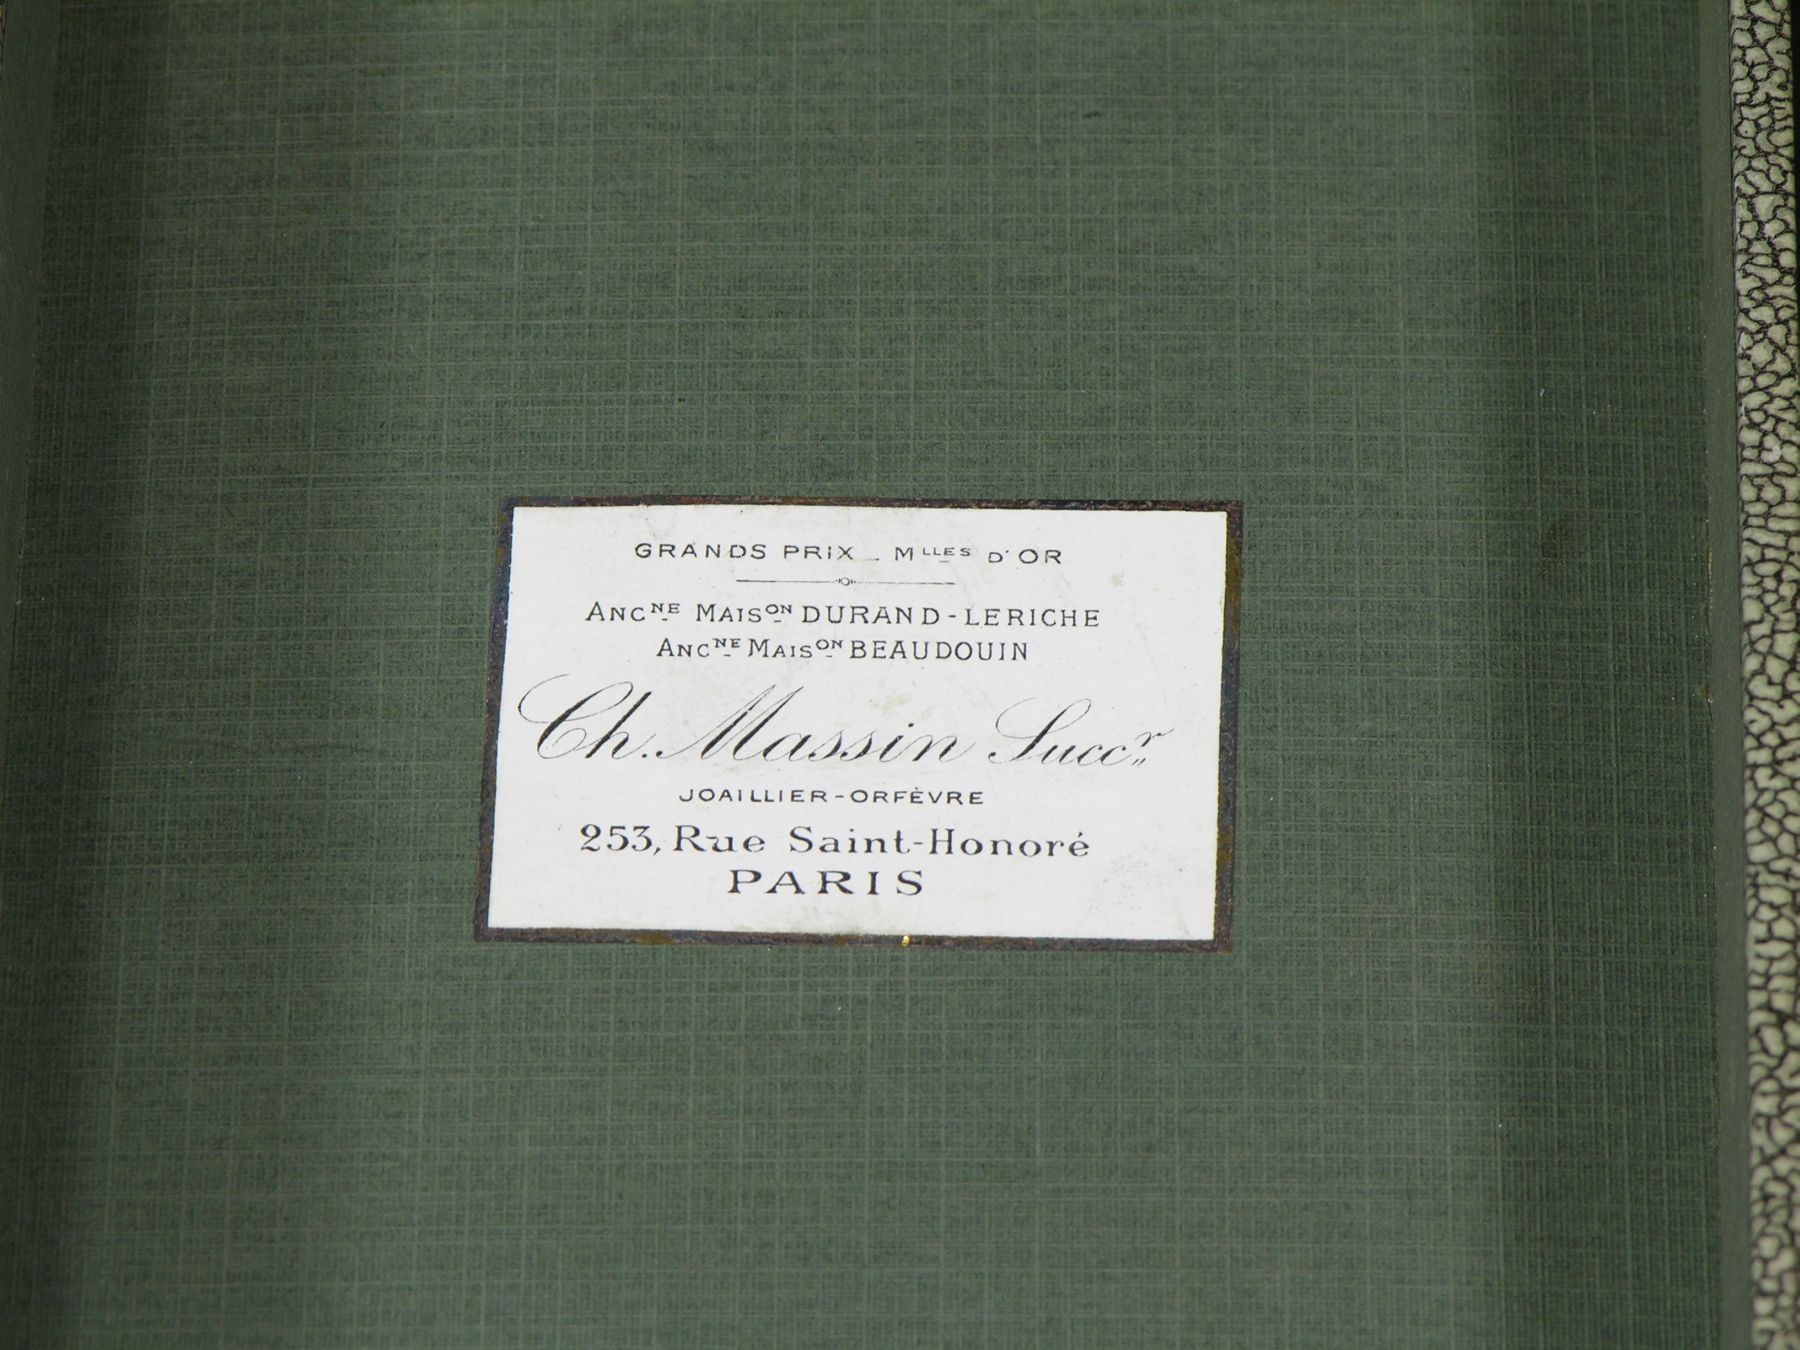 GRANDS PRIX _ Mlles D'OR
Ancne Maison DURAND-LERICHE
Ancne Maison BEAUDOUIN
Ch. Massin Succr
JOAILLIER-ORFÈVRE
253, Rue Saint-Honoré
PARIS